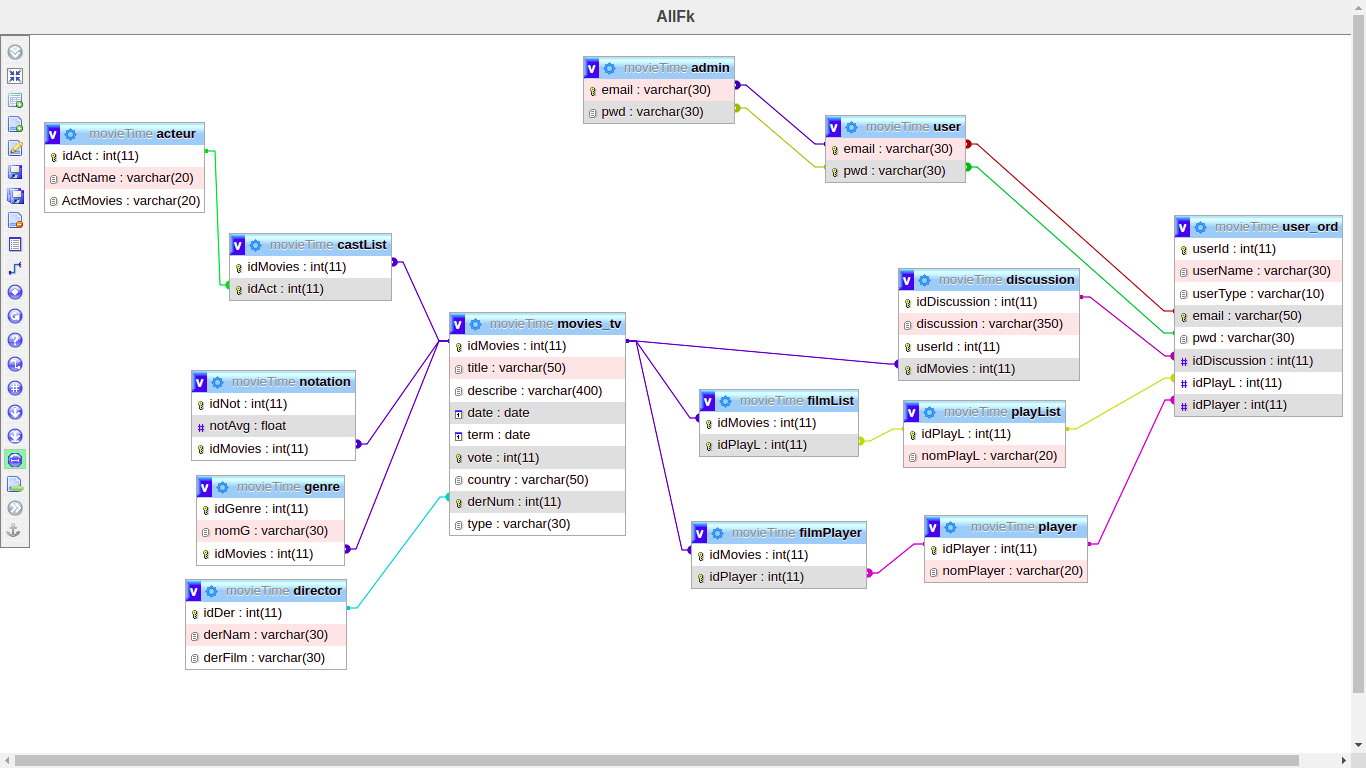 AllFk
movieTime admin
email : varchar(30)
pwd : varchar(30)
movieTime user
email : varchar(30)
pwd : varchar(30)
movieTime acteur
idAct : int(11)
ActName : varchar(20)
ActMovies : varchar(20)
movieTime castList
idMovies : int(11)
idAct : int(11)
movieTime user_ord
userId : int(11)
userName : varchar(30)
userType : varchar(10)
email : varchar(50)
pwd : varchar(30)
idDiscussion : int(11)
idPlayL : int(11)
idPlayer : int(11)
movieTime discussion
idDiscussion : int(11)
discussion : varchar(350)
userId : int(11)
idMovies : int(11)
movieTime movies_tv
idMovies : int(11)
title : varchar(50)
describe : varchar(400)
date : date
term : date
vote : int(11)
country : varchar(50)
derNum : int(11)
type : varchar(30)
movieTime notation
idNot : int(11)
notAvg : float
idMovies : int(11)
movieTime filmList
idMovies : int(11)
idPlayL : int(11)
movieTime playList
idPlayL : int(11)
nomPlayL : varchar(20)
movieTime genre
idGenre : int(11)
nomG : varchar(30)
idMovies : int(11)
movieTime filmPlayer
idMovies : int(11)
idPlayer : int(11)
movieTime player
idPlayer : int(11)
nomPlayer : varchar(20)
movieTime director
idDer : int(11)
derNam : varchar(30)
derFilm : varchar(30)